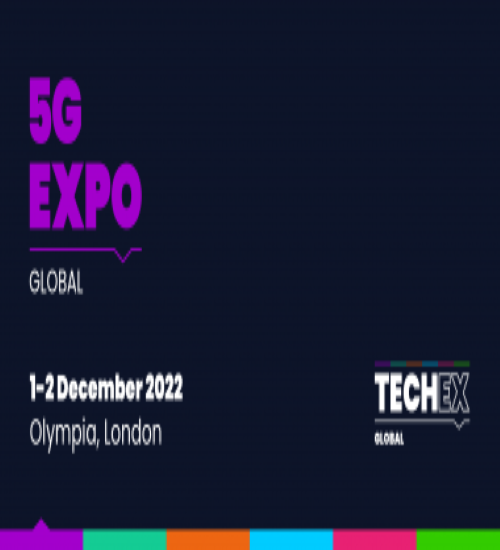 5G
EXPO
GLOBAL
1-2 December 2022
Olympia, London
TECHEX
GLOBAL